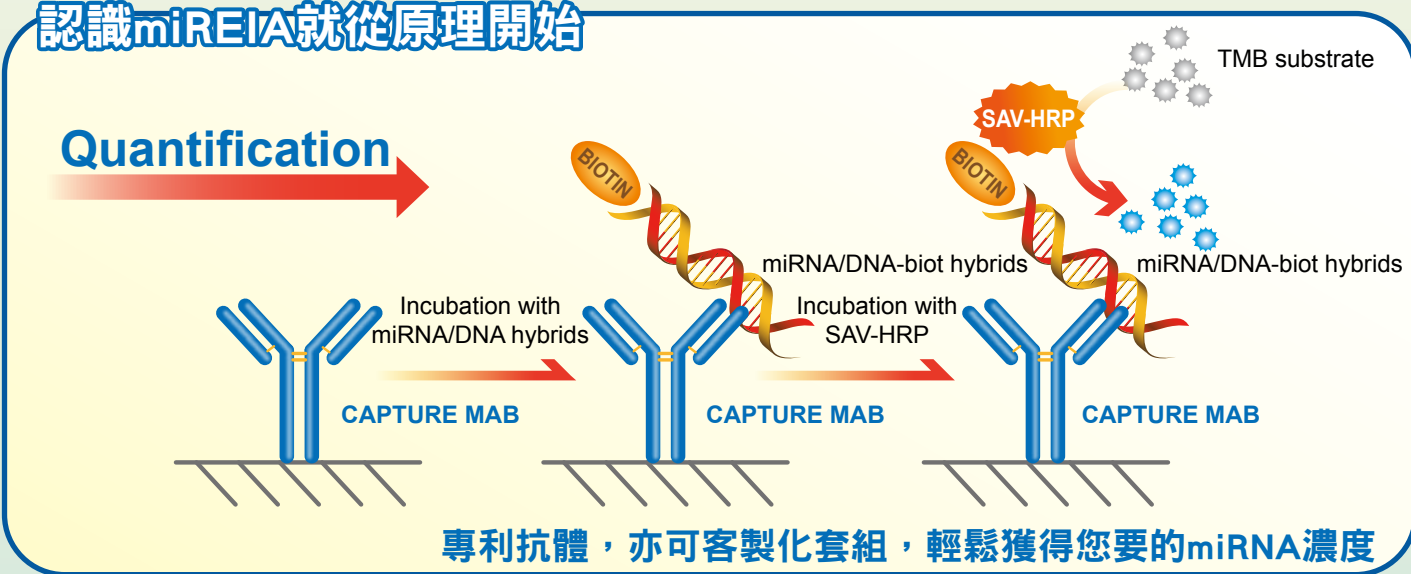 認識miREIA就從原理開始
Quantification
TMB substrate
SAV-HRP
BIOTIN
BIOTIN
miRNA/DNA-biot hybrids
miRNA/DNA-biot hybrids
Incubation with
miRNA/DNA hybrids
Incubation with
SAV-HRP
CAPTURE MAB
CAPTURE MAB
CAPTURE MAB
專利抗體,亦可客製化套組,輕鬆獲得您要的miRNA濃度